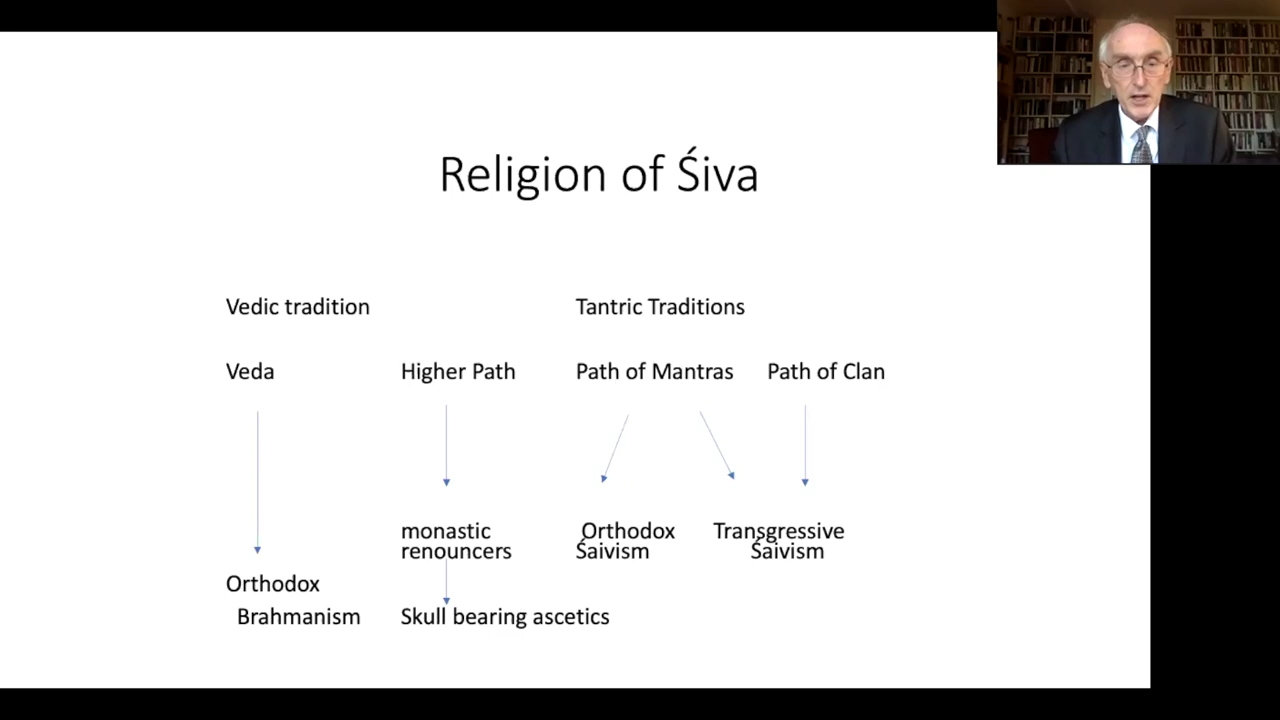 Religion of Śiva
Vedic tradition
Tantric Traditions
Veda
Higher Path
Path of Mantras
Path of Clan
monastic
renouncers
Orthodox
Śaivism
Transgressive
Śaivism
Orthodox
Brahmanism
Skull bearing ascetics